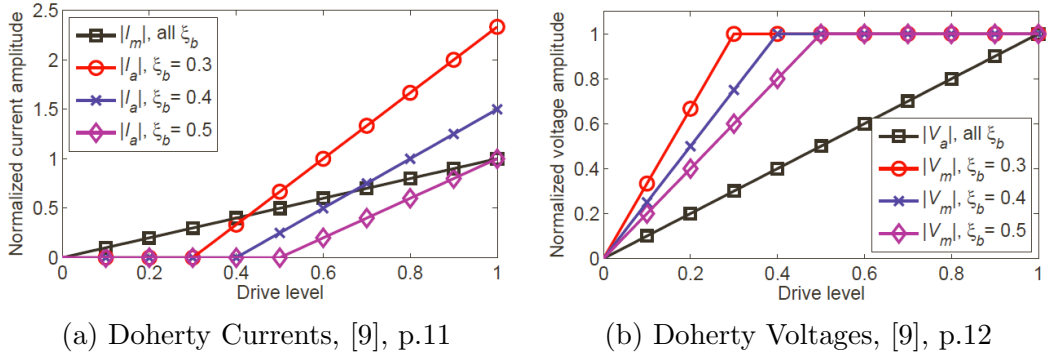 Normalized current amplitude
2.5
2
1.5
1
0.5
0
|I_m|, all ξ_b
|I_a|, ξ_b = 0.3
|I_a|, ξ_b = 0.4
|I_a|, ξ_b = 0.5
0 0.2 0.4 0.6 0.8 1
Drive level
(a) Doherty Currents, [9], p.11
Normalized voltage amplitude
1
0.8
0.6
0.4
0.2
0
|V_a|, all ξ_b
|V_m|, ξ_b = 0.3
|V_m|, ξ_b = 0.4
|V_m|, ξ_b = 0.5
0.2 0.4 0.6 0.8 1
Drive level
(b) Doherty Voltages, [9], p.12